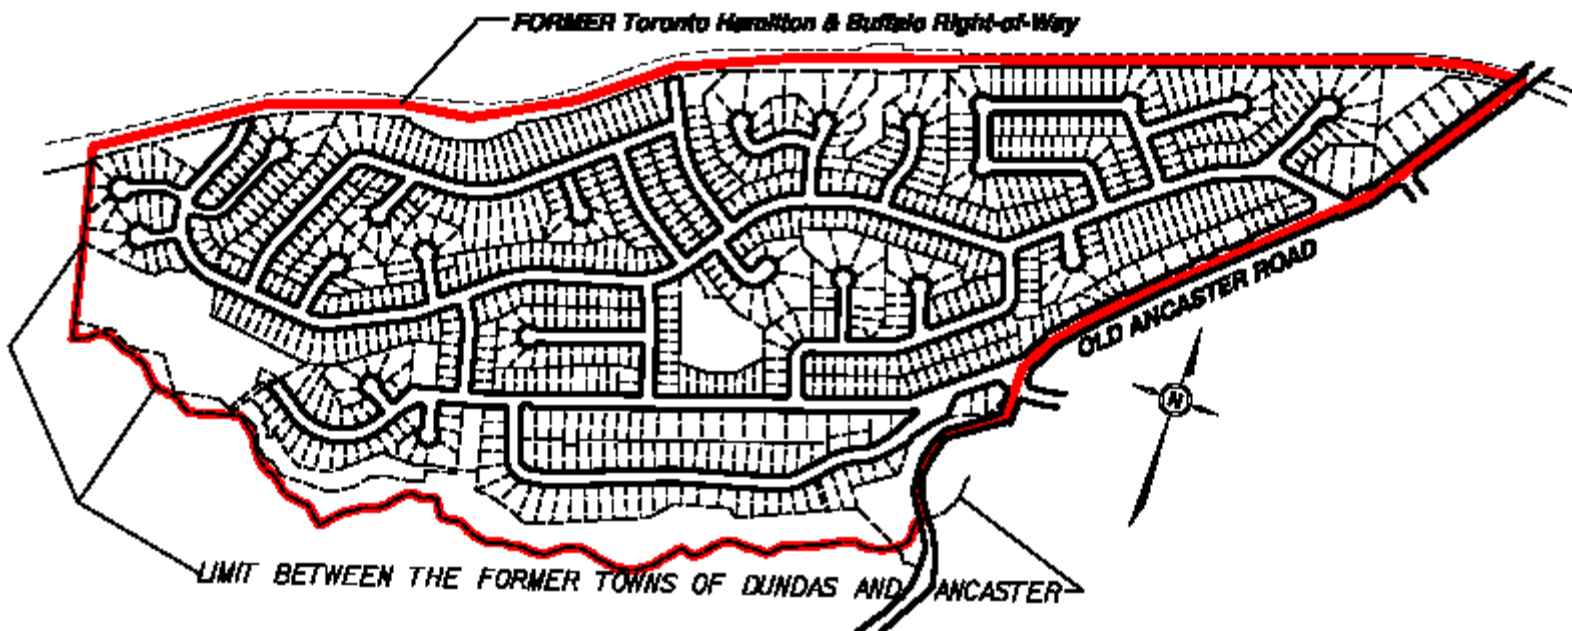 FORMER Toronto Hamilton & Buffalo Right-of-Way
OLD ANCASTER ROAD
N
LIMIT BETWEEN THE FORMER TOWNS OF DUNDAS AND ANCASTER